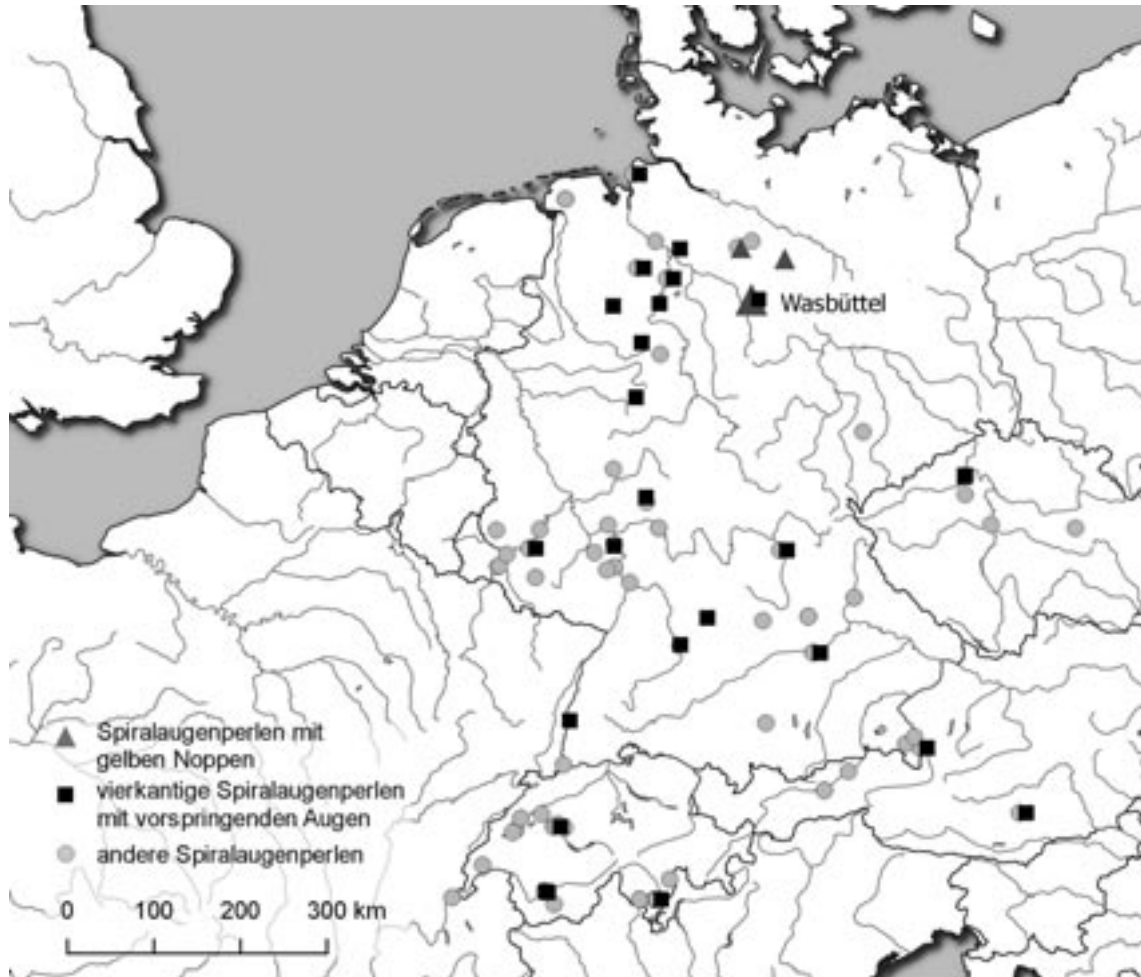 Wasbüttel
Spiralaugenperlen mit
gelben Noppen
vierkantige Spiralaugenperlen
mit vorspringenden Augen
andere Spiralaugenperlen
0 100 200 300 km